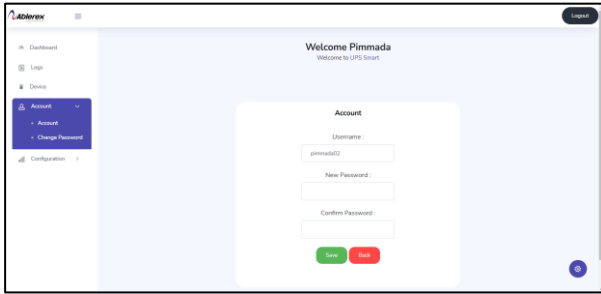 Ablerex
Logout
Dashboard
Logs
Device
Account
Account
Change Password
Configuration
Welcome Pimmada
Welcome to UPS Smart
Account
Username :
pimmada02
New Password :
Confirm Password :
Save
Back